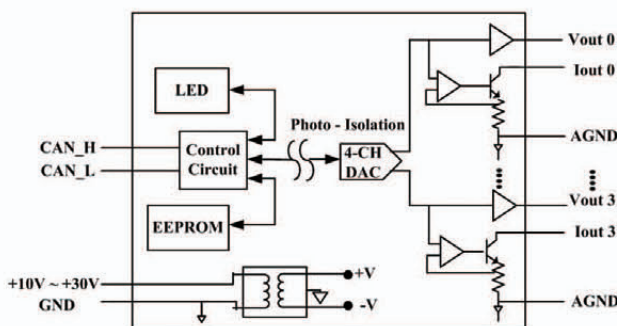 Vout 0
Iout 0
LED
Photo - Isolation
CAN_H
CAN_L
Control
Circuit
4-CH
DAC
AGND
EEPROM
Vout 3
Iout 3
+10V ~ +30V
GND
+V
-V
AGND